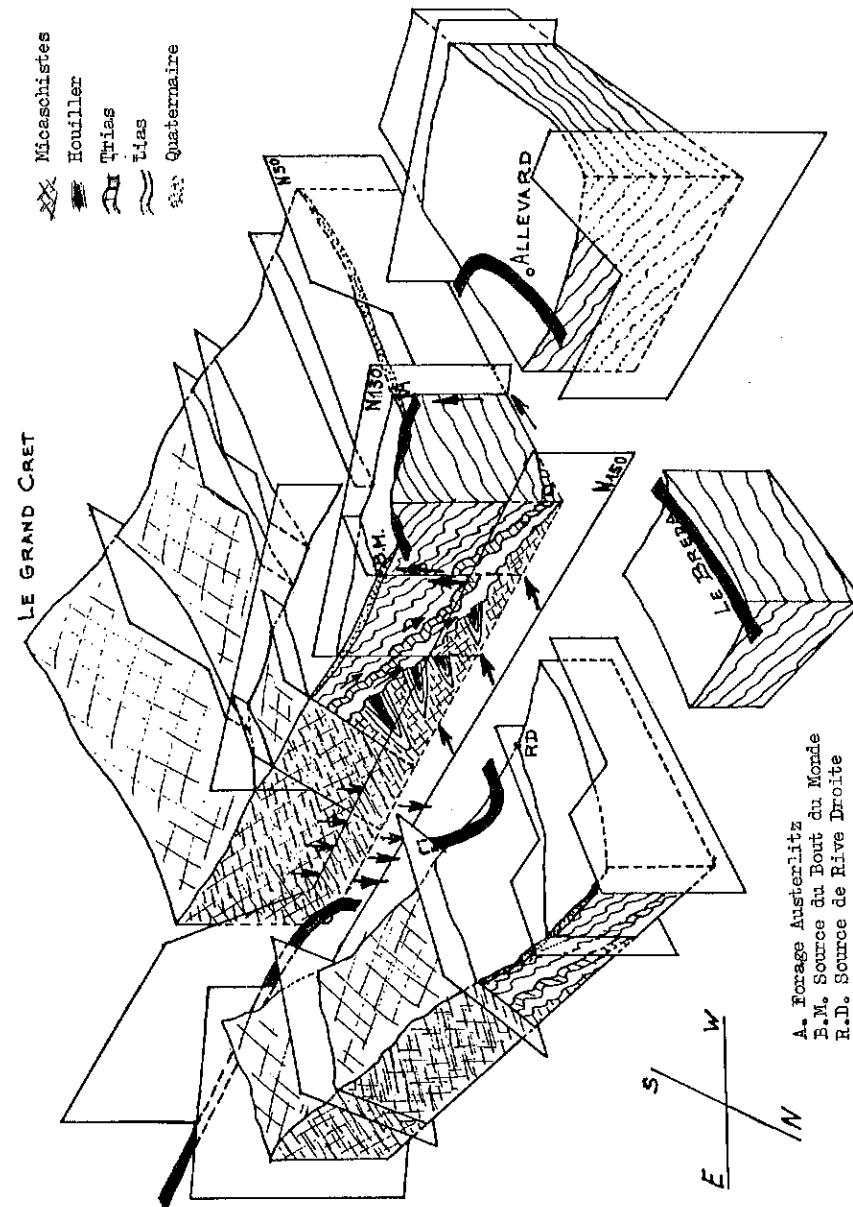 LE GRAND CRET
Micaschistes
Houiller
Trias
Lias
Quaternaire
N50
N130
A
B.M.
ALLEVARD
N150
LE BREDA
RD
S
E W
N
A. Forage Austerlitz
B.M. Source du Bout du Monde
R.D. Source de Rive Droite